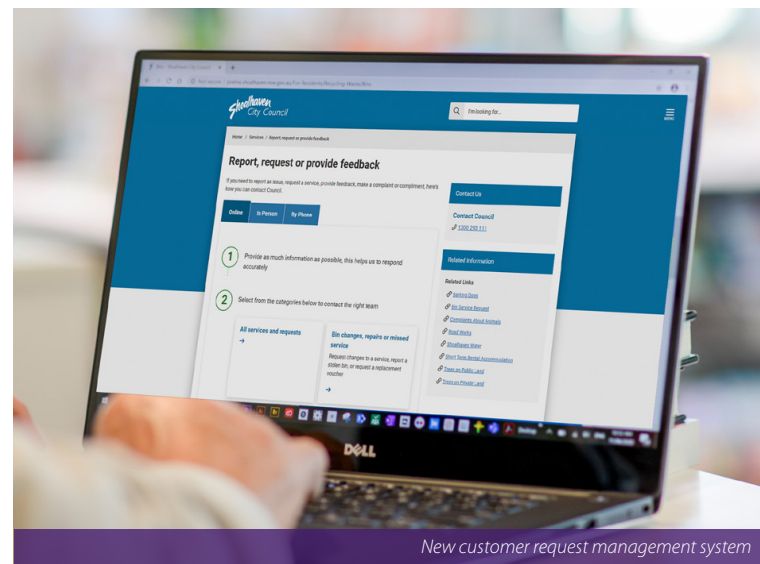 Shoalhaven
City Council
I'm looking for...
MENU
Home / Services / Report, request or provide feedback
Report, request or provide feedback
If you need to report an issue, request a service, provide feedback, make a complaint or compliment, here's
how you can contact Council.
Online In Person By Phone
1 Provide as much information as possible, this helps us to respond
accurately
2 Select from the categories below to contact the right team
All services and requests
Bin changes, repairs or missed
service
Request changes to a service, report a
stolen bin, or request a replacement
voucher
Contact Us
Contact Council
1300 293 111
Related Information
Related Links
Barking Dogs
Bin Service Request
Complaints About Animals
Road Works
Shoalhaven Water
Short Term Rental Accommodation
Trees on Public Land
Trees on Private Land
Desktop
DELL
New customer request management system